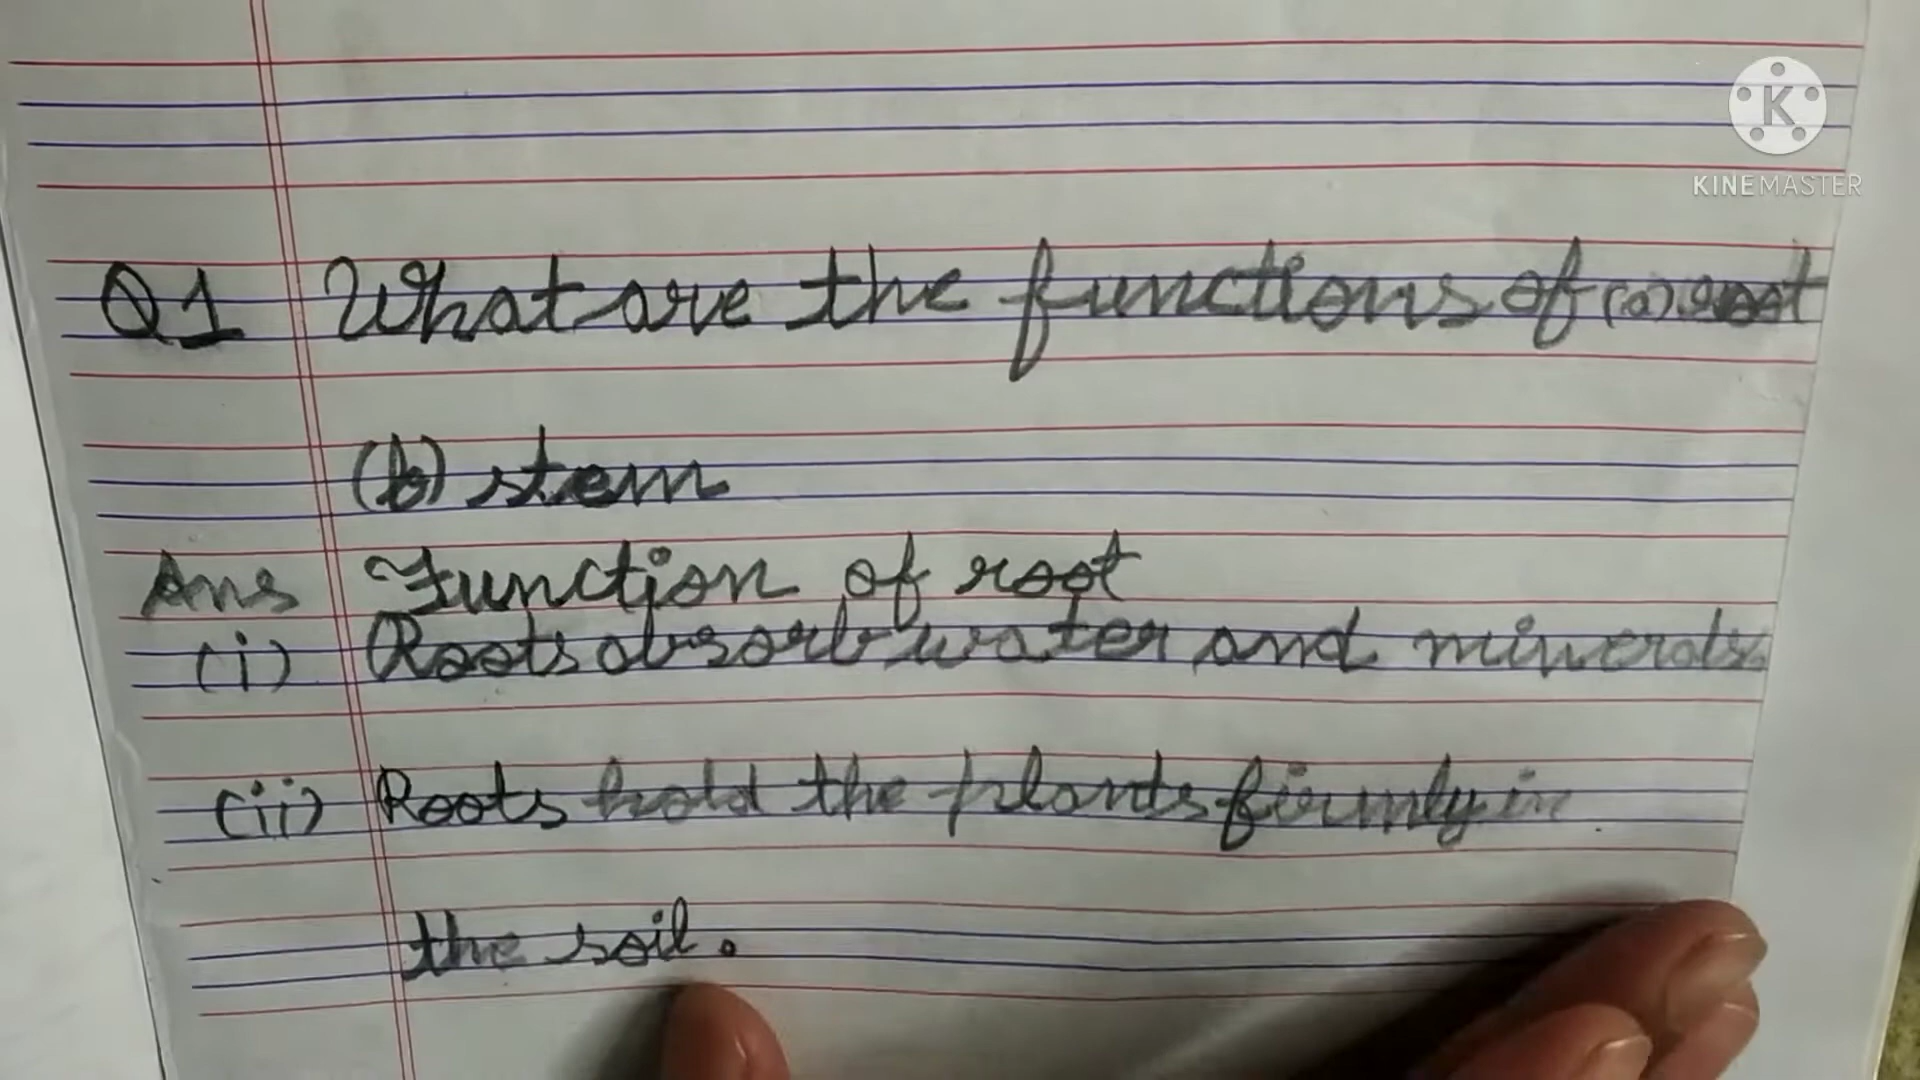 KINEMASTER
Q1 What are the functions of (a) root
(b) stem
Ans Function of root
(i) Roots absorb water and minerals.
(ii) Roots hold the plants firmly in
the soil.